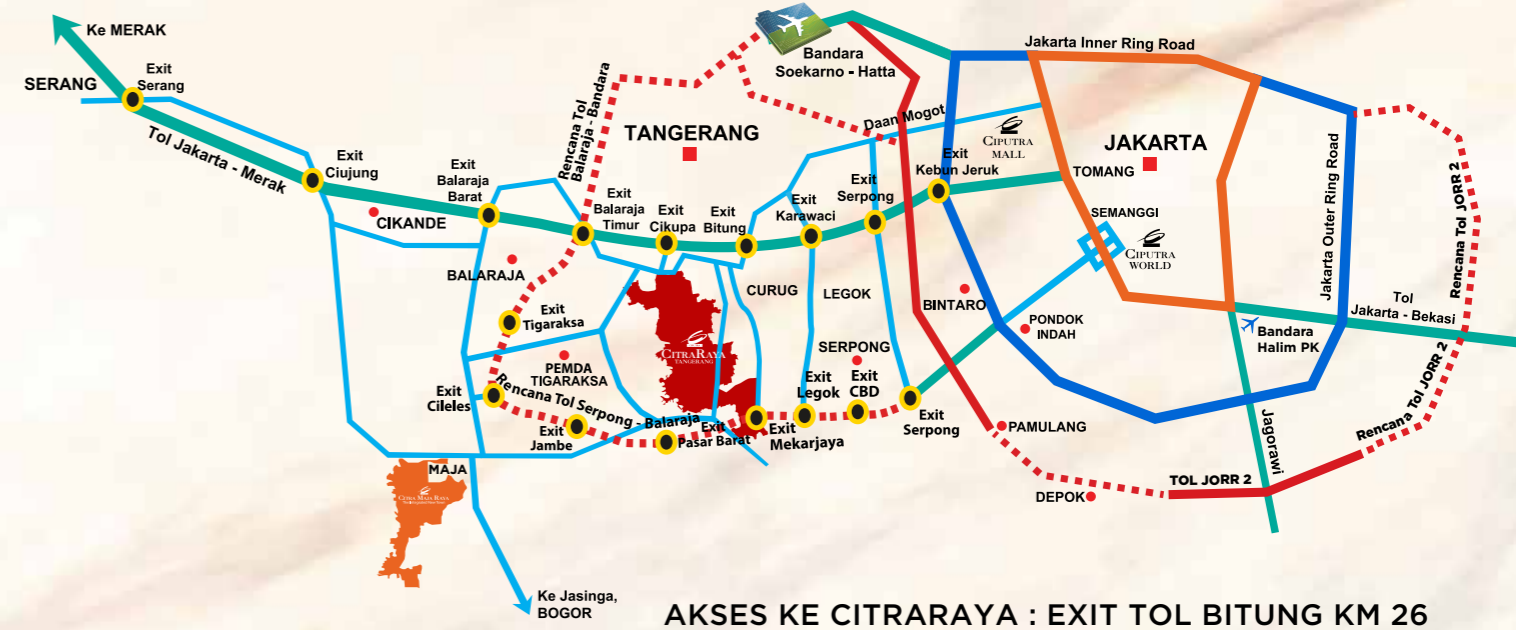 Ke MERAK
SERANG
Exit
Serang
Tol Jakarta - Merak
Exit
Ciujung
CIKANDE
Exit
Balaraja
Barat
Rencana Tol
Balaraja - Bandara
Exit
Balaraja
Timur
TANGERANG
Exit
Cikupa
Exit
Bitung
Exit
Karawaci
Exit
Serpong
Bandara
Soekarno - Hatta
Daan Mogot
CIPUTRA
MALL
Exit
Kebun Jeruk
Jakarta Inner Ring Road
JAKARTA
TOMANG
SEMANGGI
CIPUTRA
WORLD
Jakarta Outer Ring Road
Rencana Tol JORR 2
Tol
Jakarta - Bekasi
Bandara
Halim PK
BALARAJA
Exit
Tigaraksa
PEMDA
TIGARAKSA
CITRARAYA
TANGERANG
CURUG
LEGOK
BINTARO
PONDOK
INDAH
SERPONG
Exit
Cileles
Rencana Tol Serpong - Balaraja
Exit
Jambe
Exit
Pasar Barat
Exit
Mekarjaya
Exit
Legok
Exit
CBD
Exit
Serpong
PAMULANG
DEPOK
TOL JORR 2
Jagorawi
Rencana Tol JORR 2
MAJA
CITRA MAJA RAYA
Ke Jasinga,
BOGOR
AKSES KE CITRARAYA : EXIT TOL BITUNG KM 26